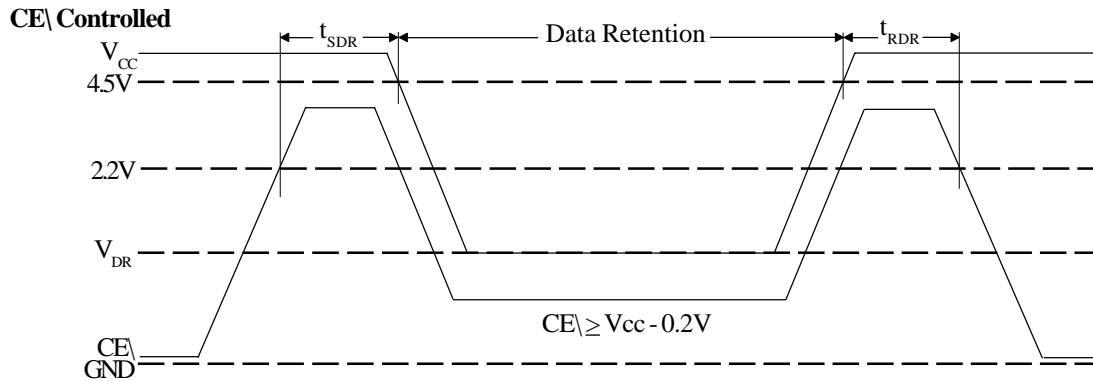 CE\ Controlled
tSDR
Data Retention
tRDR
VCC
4.5V
2.2V
VDR
CE\ ≥ Vcc - 0.2V
CE\
GND